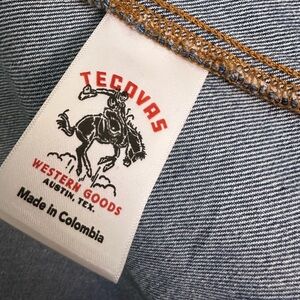 TECOVAS
WESTERN GOODS
AUSTIN, TEX.
Made in Colombia